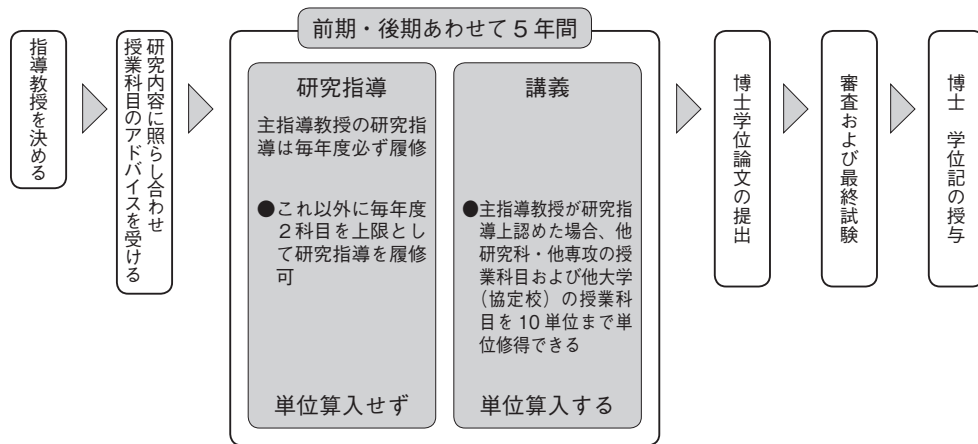 前期・後期あわせて５年間
指導教授を決める
研究内容に照らし合わせ
授業科目のアドバイスを受ける
研究指導
主指導教授の研究指
導は毎年度必ず履修
●これ以外に毎年度
２科目を上限とし
て研究指導を履修
可
単位算入せず
講義
●主指導教授が研究指
導上認めた場合、他
研究科・他専攻の授
業科目および他大学
（協定校）の授業科
目を 10 単位まで単
位修得できる
単位算入する
博士学位論文の提出
審査および最終試験
博士　学位記の授与